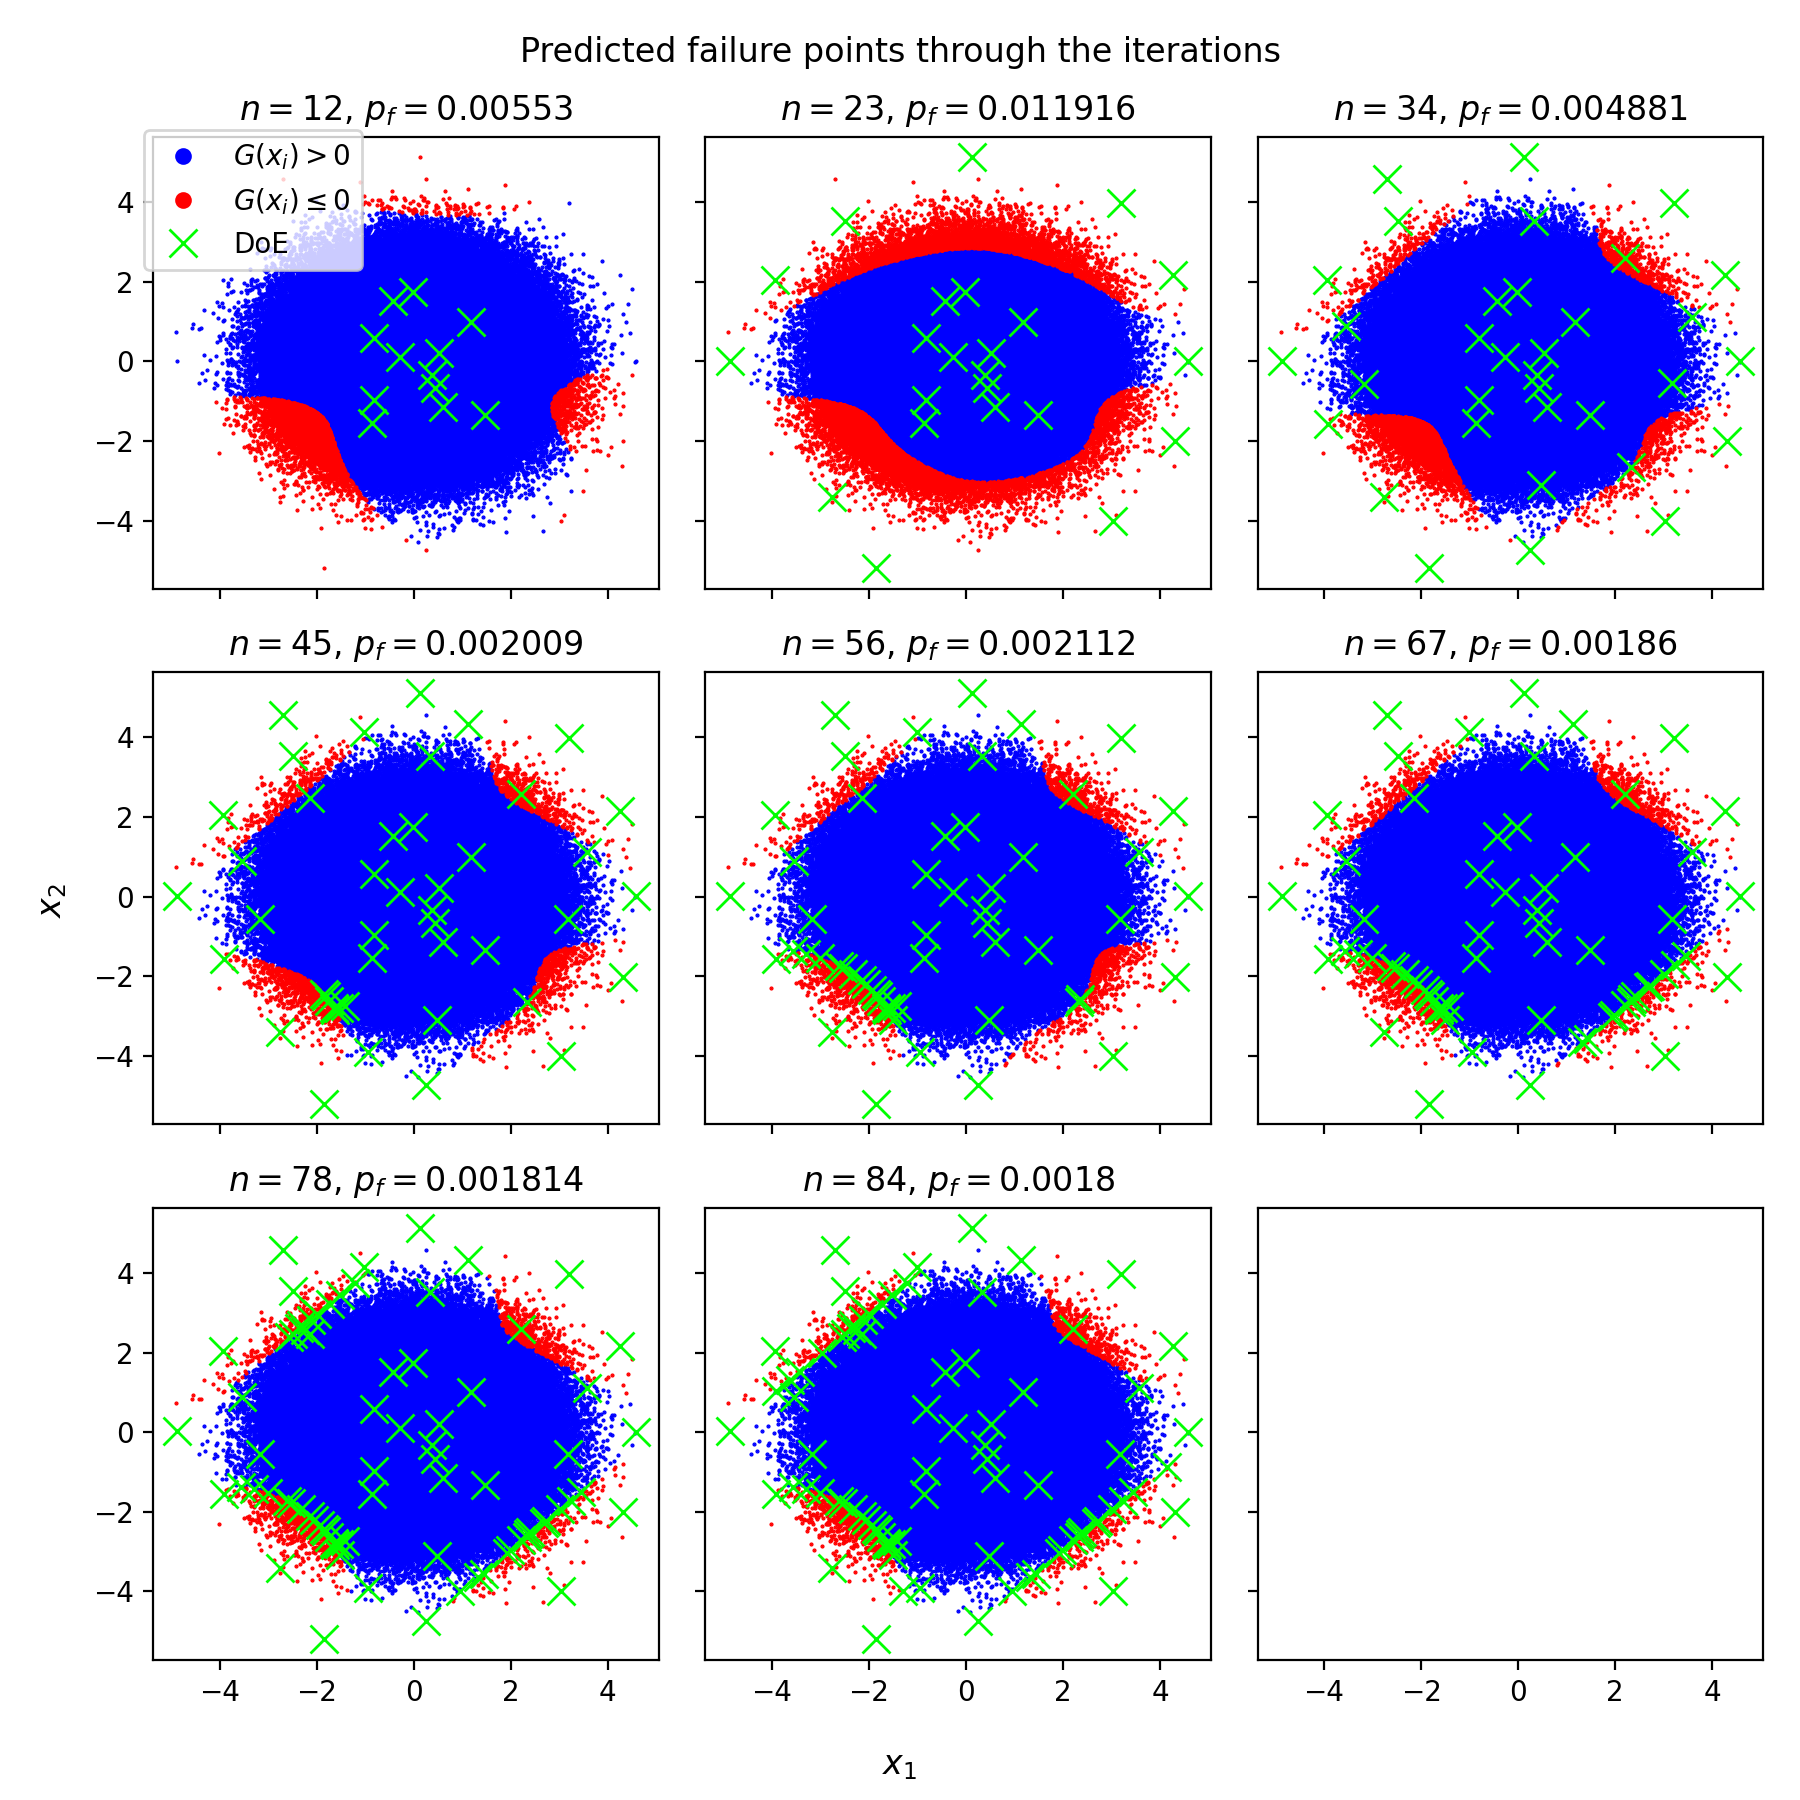 Predicted failure points through the iterations
n = 12, p_f = 0.00553
n = 23, p_f = 0.011916
n = 34, p_f = 0.004881
G(x_i) > 0
G(x_i) ≤ 0
DoE
4
2
0
−2
−4
n = 45, p_f = 0.002009
n = 56, p_f = 0.002112
n = 67, p_f = 0.00186
4
2
0
−2
−4
x_2
n = 78, p_f = 0.001814
n = 84, p_f = 0.0018
4
2
0
−2
−4
−4 −2 0 2 4
−4 −2 0 2 4
−4 −2 0 2 4
x_1